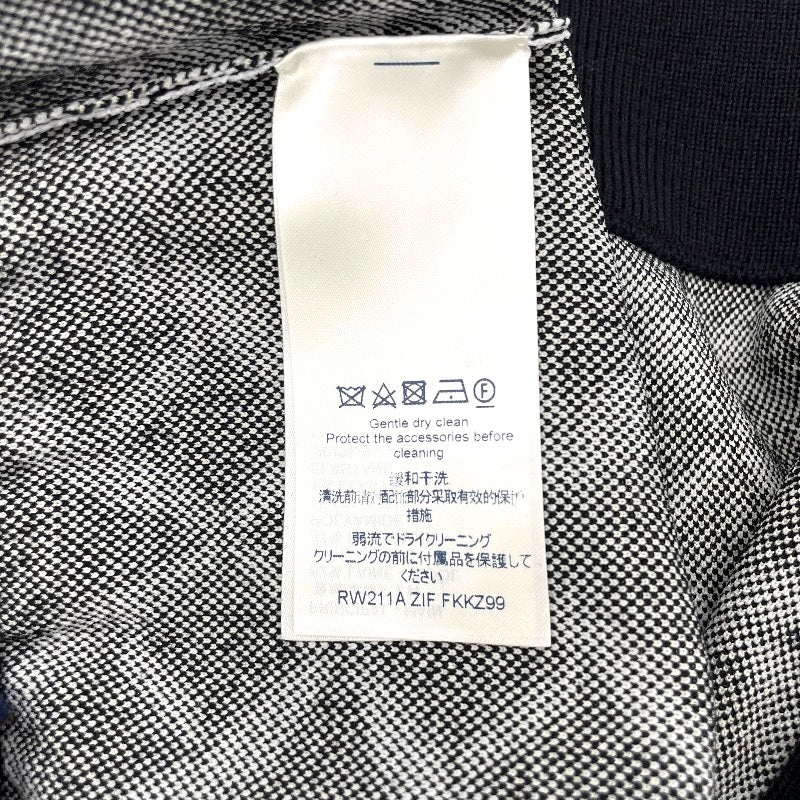 Gentle dry clean
Protect the accessories before
cleaning
和干洗
清洗前 配 部分采取有效的保护
措施
弱流でドライクリーニング
クリーニングの前に付属品を保護して
ください
RW211A ZIF FKKZ99